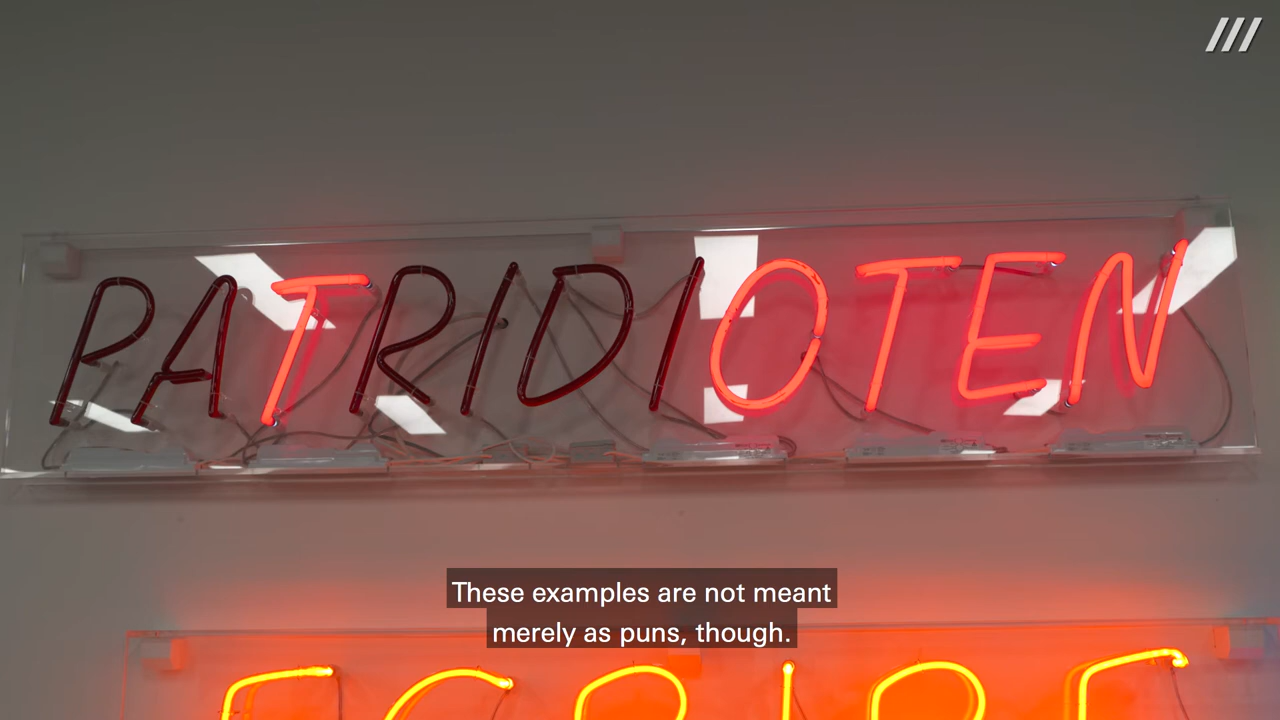 PATRIDIOTEN
These examples are not meant
merely as puns, though.